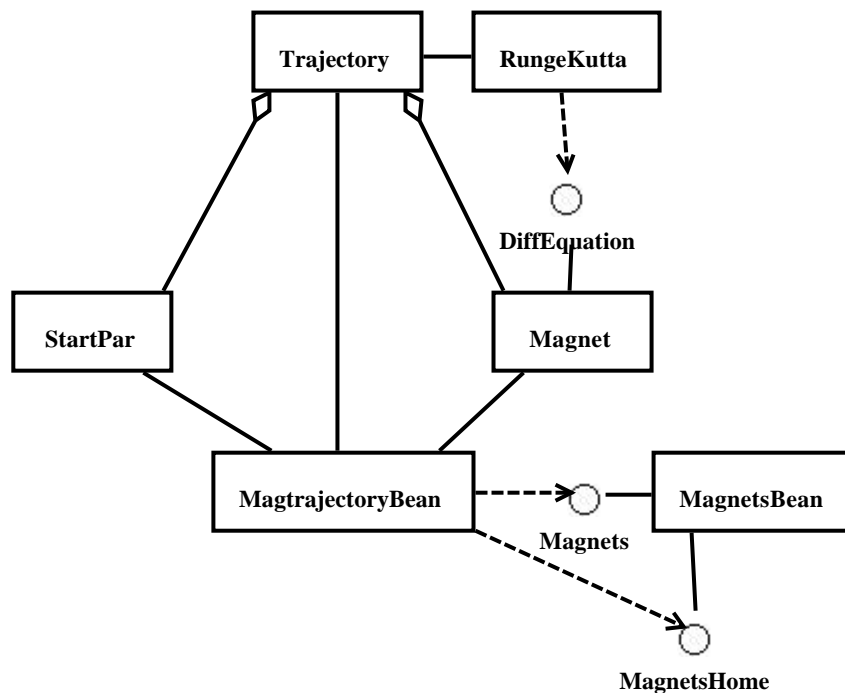 Trajectory
RungeKutta
DiffEquation
StartPar
Magnet
MagtrajectoryBean
MagnetsBean
Magnets
MagnetsHome